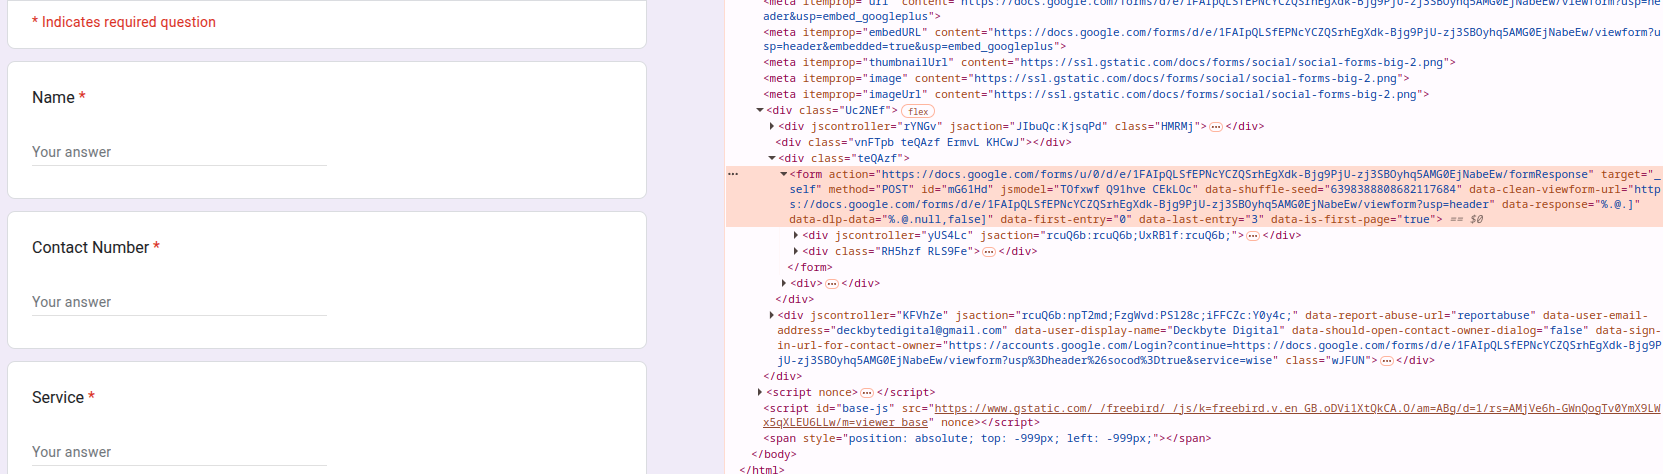 * Indicates required question
Name *
Your answer
Contact Number *
Your answer
Service *
Your answer
<meta itemprop="url" content="https://docs.google.com/forms/d/e/1FAIpQLSfEPNcYCZQSrhEgXdk-Bjg9PjU-zj3SBOyhq5AMG0EjNabeEw/viewform?usp=he
ader&usp=embed_googleplus">
<meta itemprop="embedURL" content="https://docs.google.com/forms/d/e/1FAIpQLSfEPNcYCZQSrhEgXdk-Bjg9PjU-zj3SBOyhq5AMG0EjNabeEw/viewform?u
sp=header&embedded=true&usp=embed_googleplus">
<meta itemprop="thumbnailUrl" content="https://ssl.gstatic.com/docs/forms/social/social-forms-big-2.png">
<meta itemprop="image" content="https://ssl.gstatic.com/docs/forms/social/social-forms-big-2.png">
<meta itemprop="imageUrl" content="https://ssl.gstatic.com/docs/forms/social/social-forms-big-2.png">
<div class="Uc2NEf"> flex
<div jscontroller="rYNGv" jsaction="JIbuQc:KjsqPd" class="HMRMj"> ••• </div>
<div class="vnFTpb teQAzf ErmvL KHCwJ"></div>
<div class="teQAzf">
••• <form action="https://docs.google.com/forms/u/0/d/e/1FAIpQLSfEPNcYCZQSrhEgXdk-Bjg9PjU-zj3SBOyhq5AMG0EjNabeEw/formResponse" target="_
self" method="POST" id="mG61Hd" jsmodel="TOfxwf Q91hve CEkLOc" data-shuffle-seed="6398388808682117684" data-clean-viewform-url="http
s://docs.google.com/forms/d/e/1FAIpQLSfEPNcYCZQSrhEgXdk-Bjg9PjU-zj3SBOyhq5AMG0EjNabeEw/viewform?usp=header" data-response="%.@.]"
data-dlp-data="%.@.null,false]" data-first-entry="0" data-last-entry="3" data-is-first-page="true"> == $0
<div jscontroller="yUS4Lc" jsaction="rcuQ6b:rcuQ6b;UxRBlf:rcuQ6b;"> ••• </div>
<div class="RH5hzf RLS9Fe"> ••• </div>
</form>
<div> ••• </div>
</div>
<div jscontroller="KFVhZe" jsaction="rcuQ6b:npT2md;FzgWvd:PSl28c;iFFCZc:Y0y4c;" data-report-abuse-url="reportabuse" data-user-email-
address="deckbytedigital@gmail.com" data-user-display-name="Deckbyte Digital" data-should-open-contact-owner-dialog="false" data-sign-
in-url-for-contact-owner="https://accounts.google.com/Login?continue=https://docs.google.com/forms/d/e/1FAIpQLSfEPNcYCZQSrhEgXdk-Bjg9P
jU-zj3SBOyhq5AMG0EjNabeEw/viewform?usp%3Dheader%26socod%3Dtrue&service=wise" class="wJFUN"> ••• </div>
</div>
<script nonce> ••• </script>
<script id="base-js" src="https://www.gstatic.com/_/freebird/_/js/k=freebird.v.en_GB.oDVi1XtQkCA.O/am=ABg/d=1/rs=AMjVe6h-GWnQogTv0YmX9LW
x5qXLEU6LLw/m=viewer_base" nonce></script>
<span style="position: absolute; top: -999px; left: -999px;"></span>
</body>
</html>